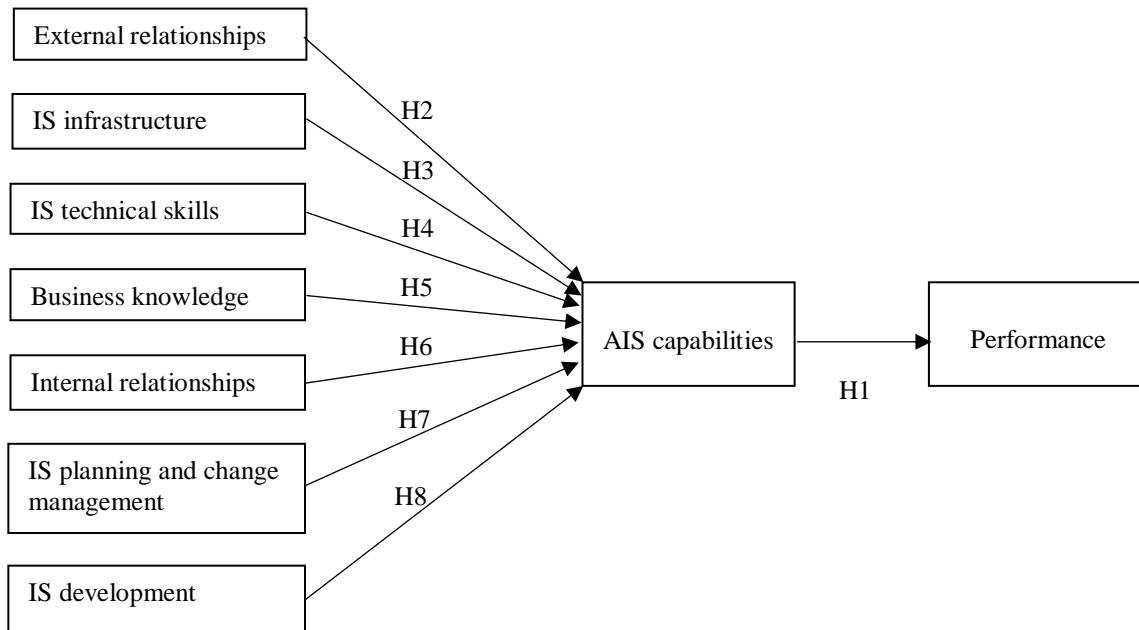 External relationships
H2
IS infrastructure
H3
IS technical skills
H4
Business knowledge
H5
AIS capabilities
Performance
H6
Internal relationships
H1
H7
IS planning and change
management
H8
IS development